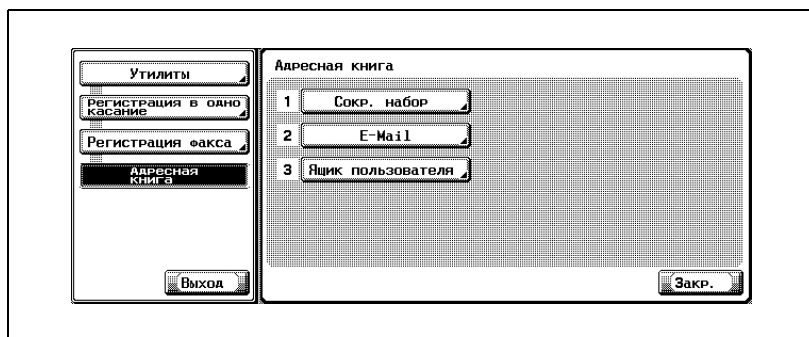 Утилиты
Регистрация в одно
касание
Регистрация факса
Адресная
книга
Выход
Адресная книга
1 Сокр. набор
2 E-Mail
3 Ящик пользователя
Закр.